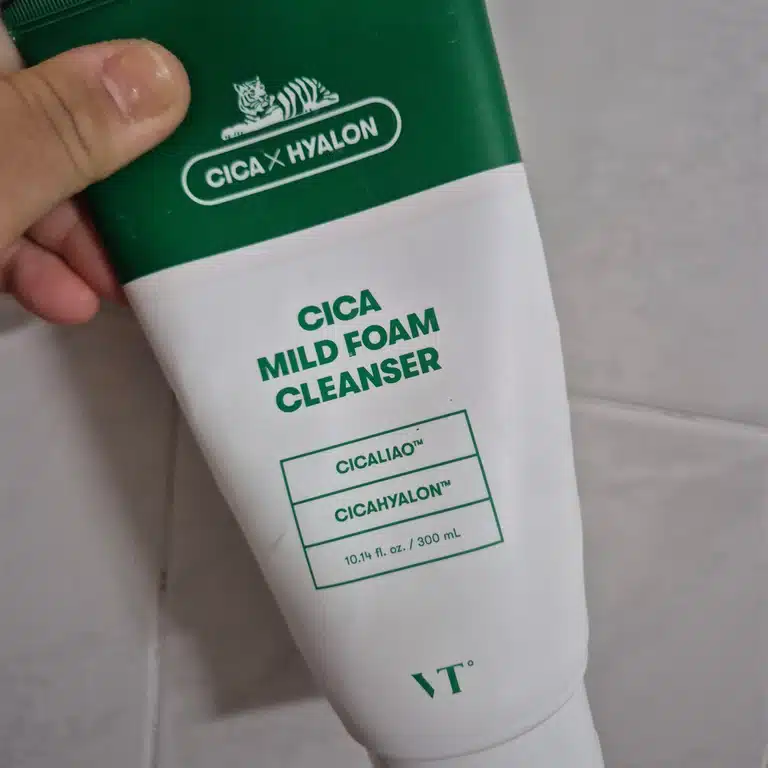 CICA X HYALON
CICA
MILD FOAM
CLEANSER
CICALIAO™
CICAHYALON™
10.14 fl. oz. / 300 mL
VT°